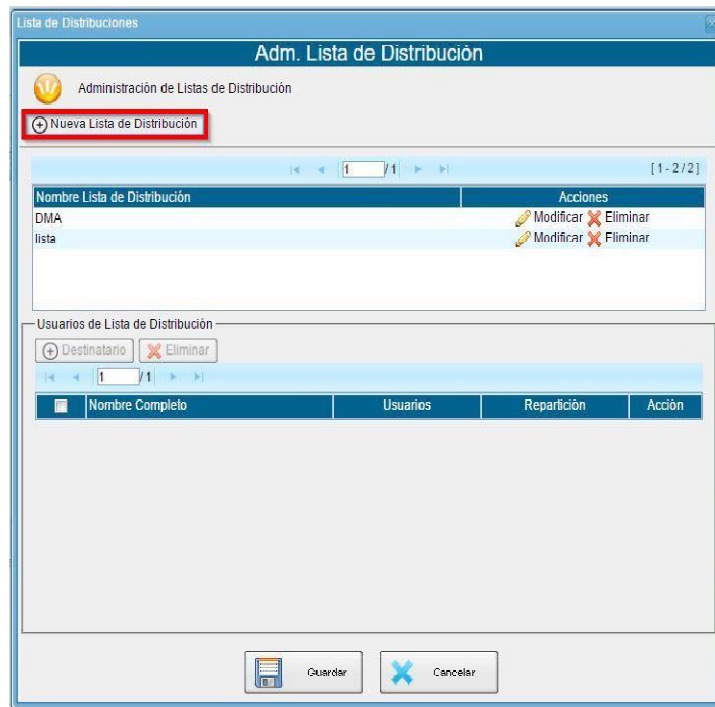 Lista de Distribuciones
Adm. Lista de Distribución
Administración de Listas de Distribución
Nueva Lista de Distribución
1 / 1 [1 - 2 / 2]
Nombre Lista de Distribución Acciones
DMA Modificar Eliminar
lista Modificar Eliminar
Usuarios de Lista de Distribución
Destinatario Eliminar
1 / 1
Nombre Completo Usuarios Repartición Acción
Guardar Cancelar